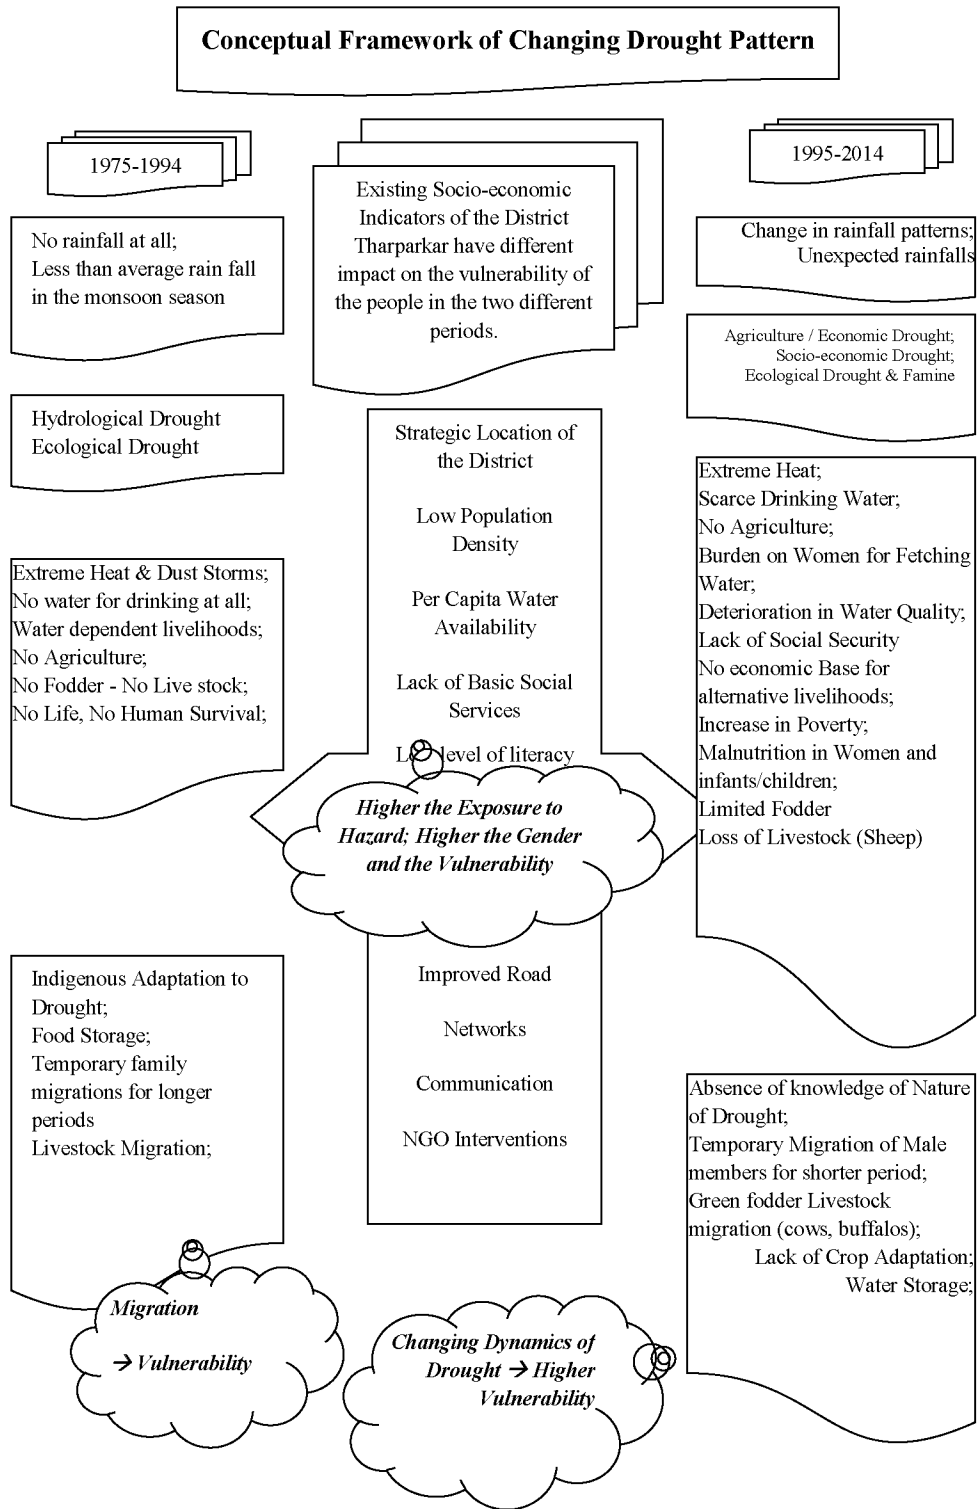 Conceptual Framework of Changing Drought Pattern
1975-1994
No rainfall at all;
Less than average rain fall
in the monsoon season
Hydrological Drought
Ecological Drought
Extreme Heat & Dust Storms;
No water for drinking at all;
Water dependent livelihoods;
No Agriculture;
No Fodder - No Live stock;
No Life, No Human Survival;
Indigenous Adaptation to
Drought;
Food Storage;
Temporary family
migrations for longer
periods
Livestock Migration;
Migration
→ Vulnerability
Existing Socio-economic
Indicators of the District
Tharparkar have different
impact on the vulnerability of
the people in the two different
periods.
Strategic Location of
the District
Low Population
Density
Per Capita Water
Availability
Lack of Basic Social
Services
level of literacy
Higher the Exposure to
Hazard; Higher the Gender
and the Vulnerability
Improved Road
Networks
Communication
NGO Interventions
Changing Dynamics of
Drought → Higher
Vulnerability
1995-2014
Change in rainfall patterns;
Unexpected rainfalls
Agriculture / Economic Drought;
Socio-economic Drought;
Ecological Drought & Famine
Extreme Heat;
Scarce Drinking Water;
No Agriculture;
Burden on Women for Fetching
Water;
Deterioration in Water Quality;
Lack of Social Security
No economic Base for
alternative livelihoods;
Increase in Poverty;
Malnutrition in Women and
infants/children;
Limited Fodder
Loss of Livestock (Sheep)
Absence of knowledge of Nature
of Drought;
Temporary Migration of Male
members for shorter period;
Green fodder Livestock
migration (cows, buffalos);
Lack of Crop Adaptation;
Water Storage;